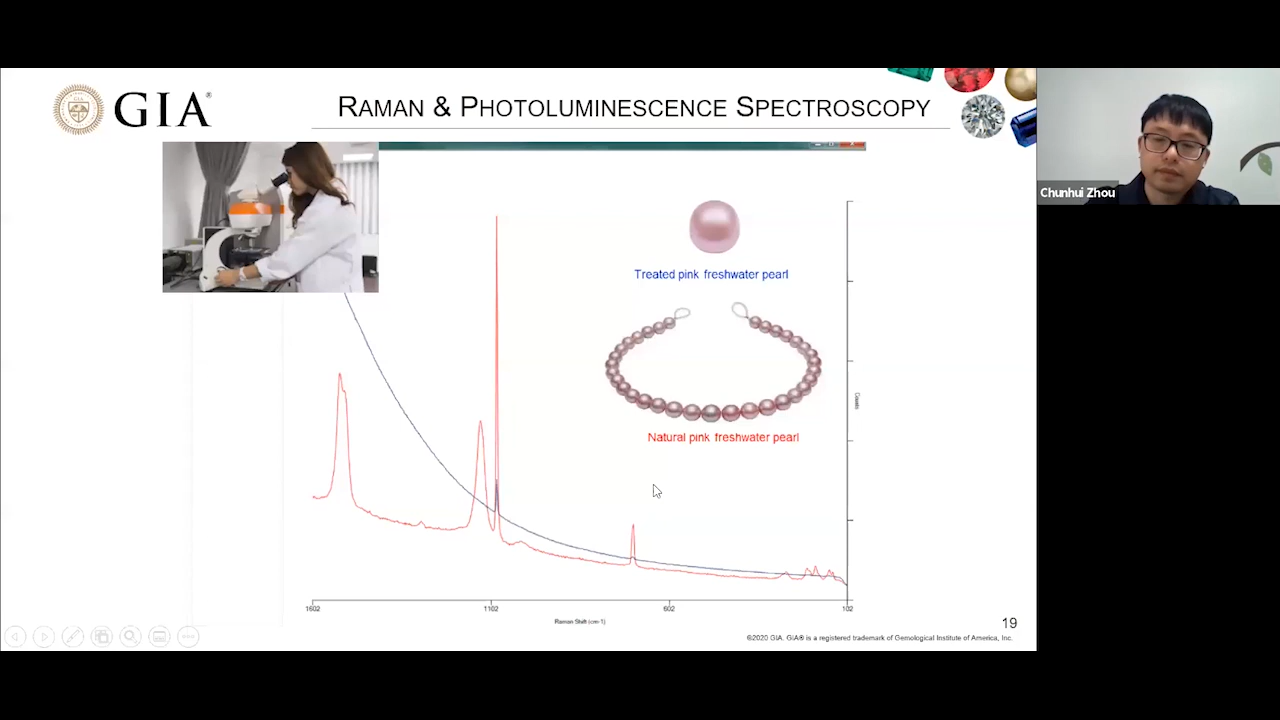 GIA®
RAMAN & PHOTOLUMINESCENCE SPECTROSCOPY
Chunhui Zhou
Treated pink freshwater pearl
Natural pink freshwater pearl
Counts
1602
1102
602
102
Raman Shift (cm-1)
19
©2020 GIA. GIA® is a registered trademark of Gemological Institute of America, Inc.